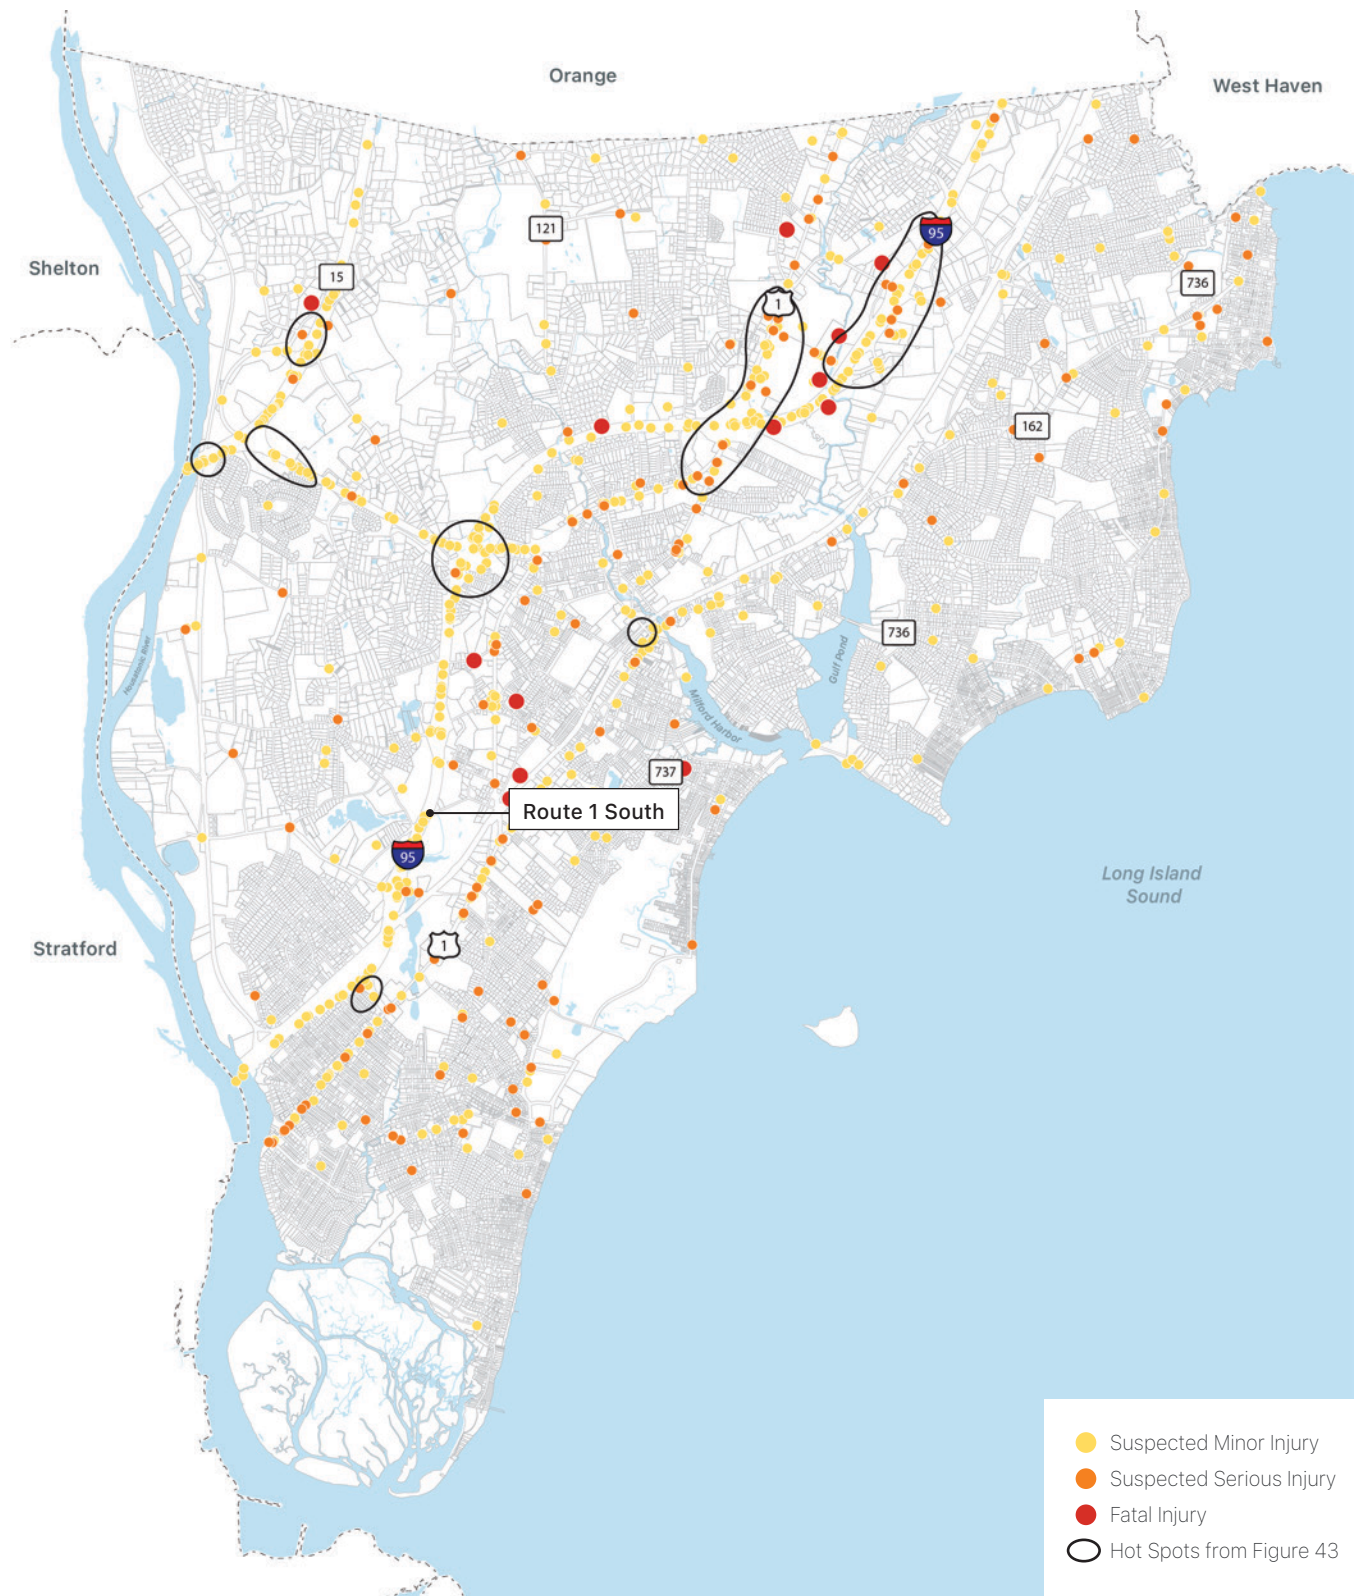 Orange
West Haven
121
95
Shelton
15
736
1
162
Housatonic River
736
Gulf Pond
Milford Harbor
737
Route 1 South
95
Long Island
Sound
1
Stratford
Suspected Minor Injury
Suspected Serious Injury
Fatal Injury
Hot Spots from Figure 43